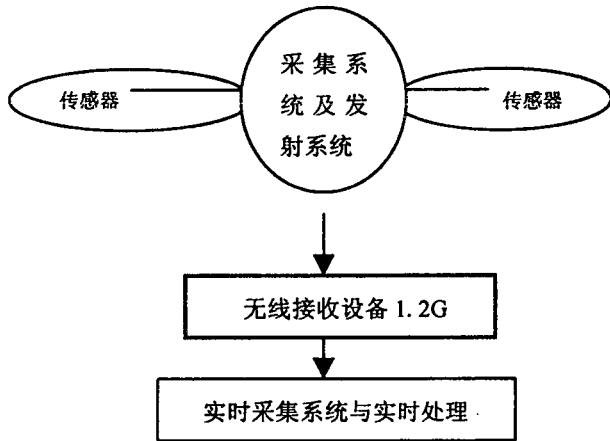 采集系
统及发
射系统
传感器
传感器
无线接收设备 1.2G
实时采集系统与实时处理